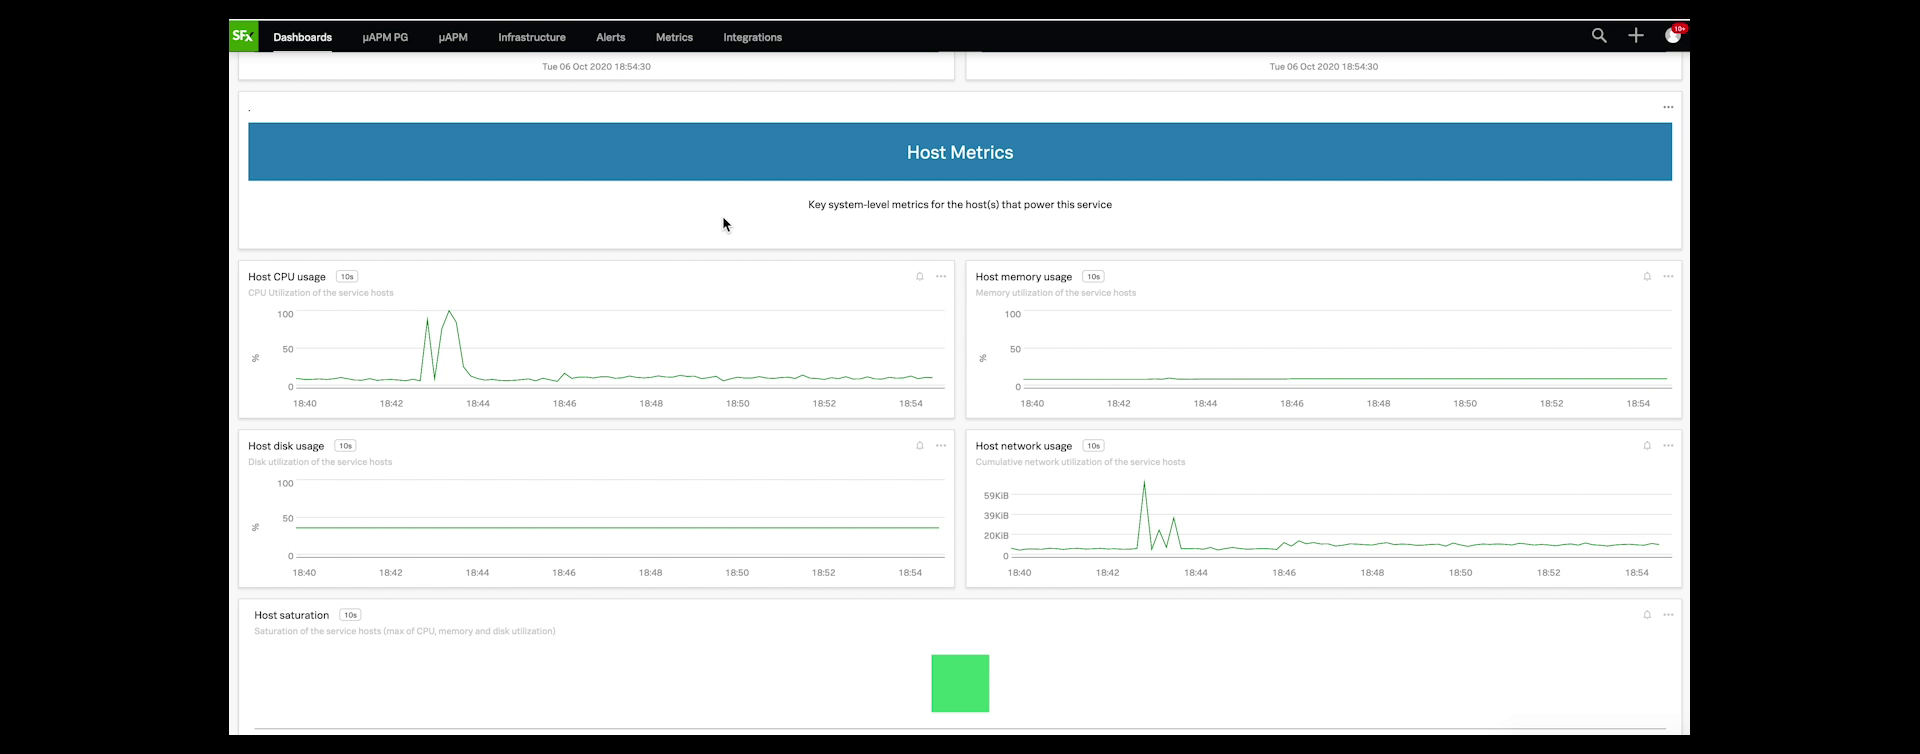 SFx Dashboards µAPM PG µAPM Infrastructure Alerts Metrics Integrations 10+
Tue 06 Oct 2020 18:54:30 Tue 06 Oct 2020 18:54:30
.
Host Metrics
Key system-level metrics for the host(s) that power this service
Host CPU usage 10s
CPU Utilization of the service hosts
100
50
0
%
18:40 18:42 18:44 18:46 18:48 18:50 18:52 18:54
Host memory usage 10s
Memory utilization of the service hosts
100
50
0
%
18:40 18:42 18:44 18:46 18:48 18:50 18:52 18:54
Host disk usage 10s
Disk utilization of the service hosts
100
50
0
%
18:40 18:42 18:44 18:46 18:48 18:50 18:52 18:54
Host network usage 10s
Cumulative network utilization of the service hosts
59KiB
39KiB
20KiB
0
18:40 18:42 18:44 18:46 18:48 18:50 18:52 18:54
Host saturation 10s
Saturation of the service hosts (max of CPU, memory and disk utilization)